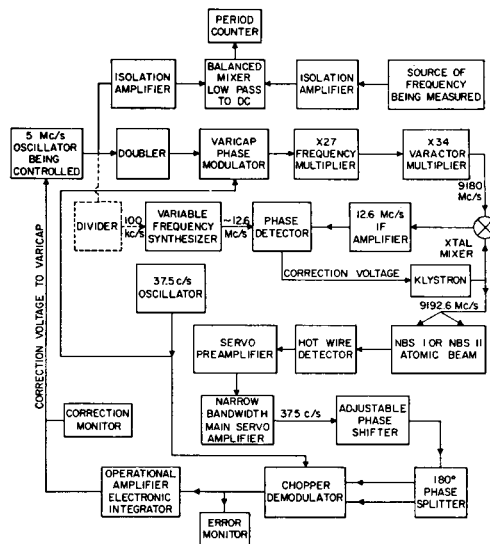 PERIOD
COUNTER
ISOLATION
AMPLIFIER
BALANCED
MIXER
LOW PASS
TO DC
ISOLATION
AMPLIFIER
SOURCE OF
FREQUENCY
BEING MEASURED
5 Mc/s
OSCILLATOR
BEING
CONTROLLED
DOUBLER
VARICAP
PHASE
MODULATOR
X27
FREQUENCY
MULTIPLIER
X34
VARACTOR
MULTIPLIER
9180
Mc/s
DIVIDER
100
kc/s
VARIABLE
FREQUENCY
SYNTHESIZER
~12.6
Mc/s
PHASE
DETECTOR
12.6 Mc/s
IF
AMPLIFIER
XTAL
MIXER
CORRECTION VOLTAGE
KLYSTRON
37.5 c/s
OSCILLATOR
9192.6 Mc/s
CORRECTION VOLTAGE TO VARICAP
SERVO
PREAMPLIFIER
HOT WIRE
DETECTOR
NBS I OR NBS II
ATOMIC BEAM
NARROW
BANDWIDTH
MAIN SERVO
AMPLIFIER
37.5 c/s
ADJUSTABLE
PHASE
SHIFTER
CORRECTION
MONITOR
OPERATIONAL
AMPLIFIER
ELECTRONIC
INTEGRATOR
CHOPPER
DEMODULATOR
180°
PHASE
SPLITTER
ERROR
MONITOR